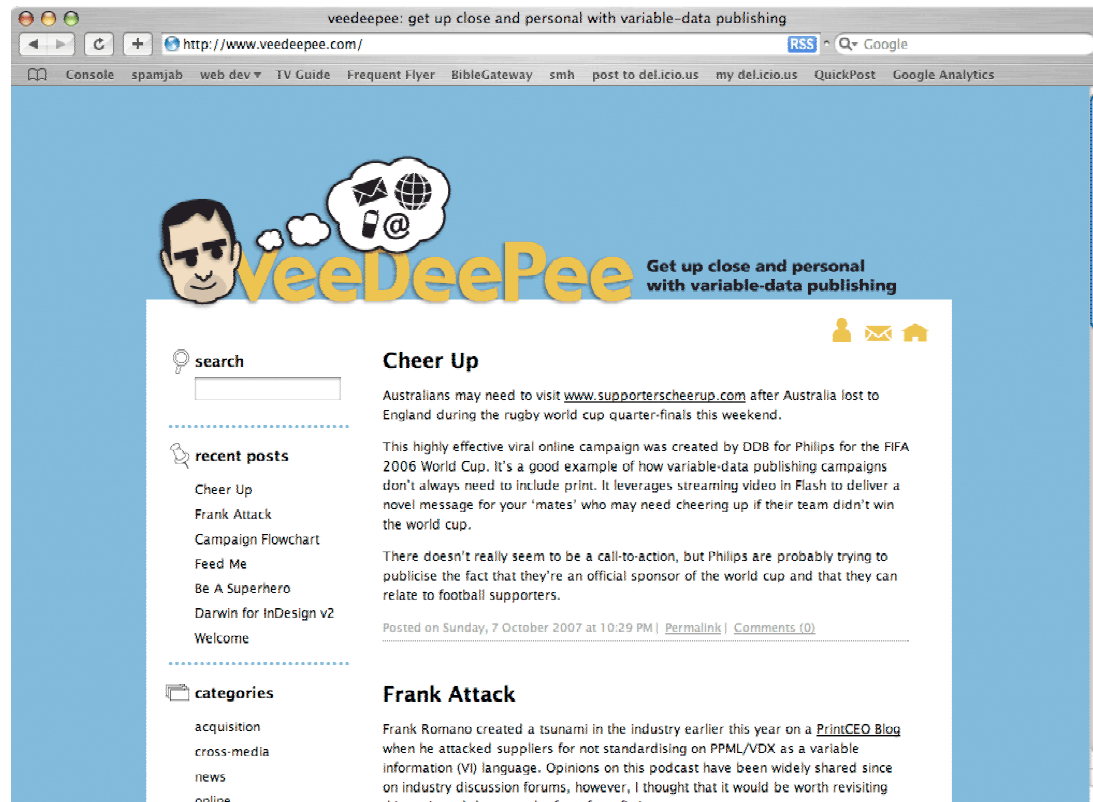 veedeepee: get up close and personal with variable-data publishing
http://www.veedeepee.com/
RSS
Google
Console spamjab web dev TV Guide Frequent Flyer BibleGateway smh post to del.icio.us my del.icio.us QuickPost Google Analytics
@
VeeDeePee
Get up close and personal
with variable-data publishing
search
recent posts
Cheer Up
Frank Attack
Campaign Flowchart
Feed Me
Be A Superhero
Darwin for InDesign v2
Welcome
categories
acquisition
cross-media
news
online
Cheer Up
Australians may need to visit www.supporterscheerup.com after Australia lost to
England during the rugby world cup quarter-finals this weekend.
This highly effective viral online campaign was created by DDB for Philips for the FIFA
2006 World Cup. It's a good example of how variable-data publishing campaigns
don't always need to include print. It leverages streaming video in Flash to deliver a
novel message for your 'mates' who may need cheering up if their team didn't win
the world cup.
There doesn't really seem to be a call-to-action, but Philips are probably trying to
publicise the fact that they're an official sponsor of the world cup and that they can
relate to football supporters.
Posted on Sunday, 7 October 2007 at 10:29 PM | Permalink | Comments (0)
Frank Attack
Frank Romano created a tsunami in the industry earlier this year on a PrintCEO Blog
when he attacked suppliers for not standardising on PPML/VDX as a variable
information (VI) language. Opinions on this podcast have been widely shared since
on industry discussion forums, however, I thought that it would be worth revisiting